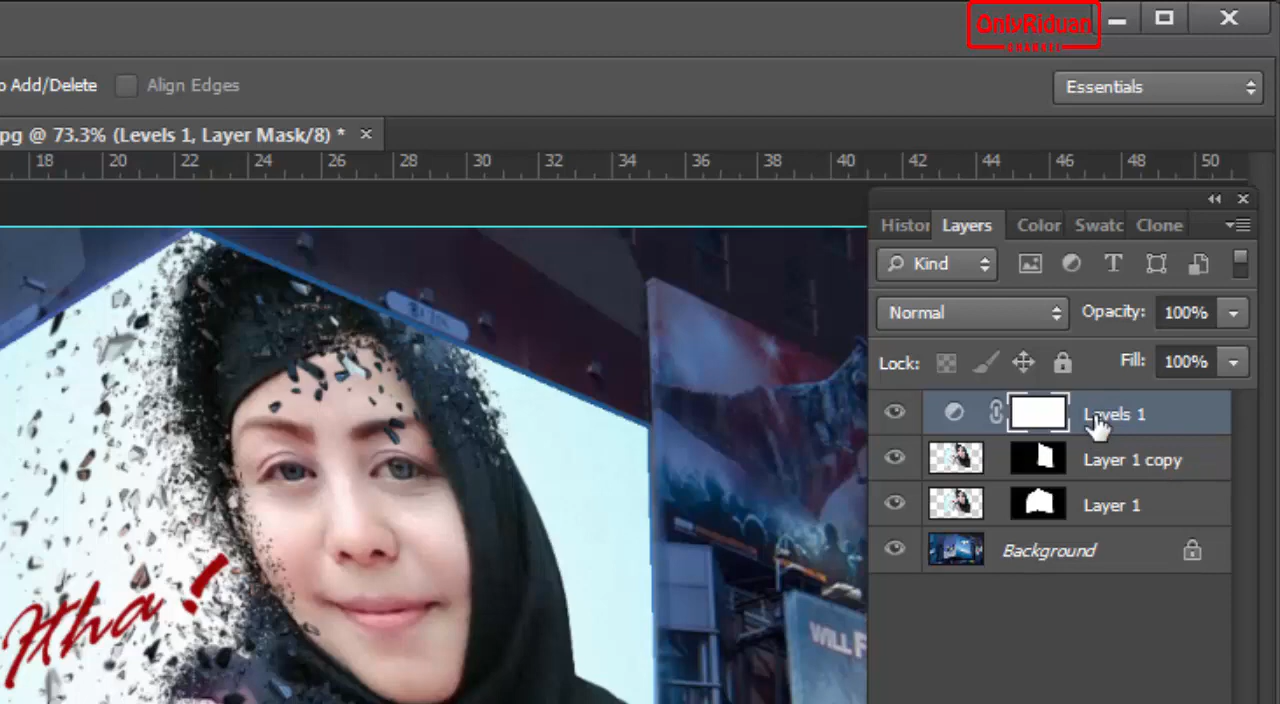 OnlyRiduan
CHANNEL
o Add/Delete
Align Edges
Essentials
pg @ 73.3% (Levels 1, Layer Mask/8) *
18 20 22 24 26 28 30 32 34 36 38 40 42 44 46 48 50
Histor Layers Color Swatc Clone
Kind
Normal Opacity: 100%
Lock: Fill: 100%
Levels 1
Layer 1 copy
Layer 1
Background
Itha!
WILL F